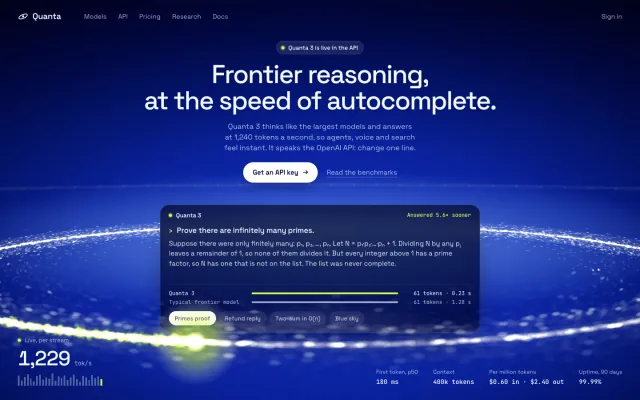 Quanta
Models API Pricing Research Docs
Sign in
Quanta 3 is live in the API
Frontier reasoning,
at the speed of autocomplete.
Quanta 3 thinks like the largest models and answers
at 1,240 tokens a second, so agents, voice and search
feel instant. It speaks the OpenAI API: change one line.
Get an API key →
Read the benchmarks
Quanta 3
Answered 5.6× sooner
› Prove there are infinitely many primes.
Suppose there were only finitely many: p₁, p₂, …, pₙ. Let N = p₁p₂…pₙ + 1. Dividing N by any pᵢ
leaves a remainder of 1, so none of them divides it. But every integer above 1 has a prime
factor, so N has one that is not on the list. The list was never complete.
Quanta 3 61 tokens · 0.23 s
Typical frontier model 61 tokens · 1.28 s
Primes proof Refund reply Two-sum in O(n) Blue sky
Live, per stream
1,229 tok/s
First token, p50
180 ms
Context
400k tokens
Per million tokens
$0.60 in · $2.40 out
Uptime, 90 days
99.99%